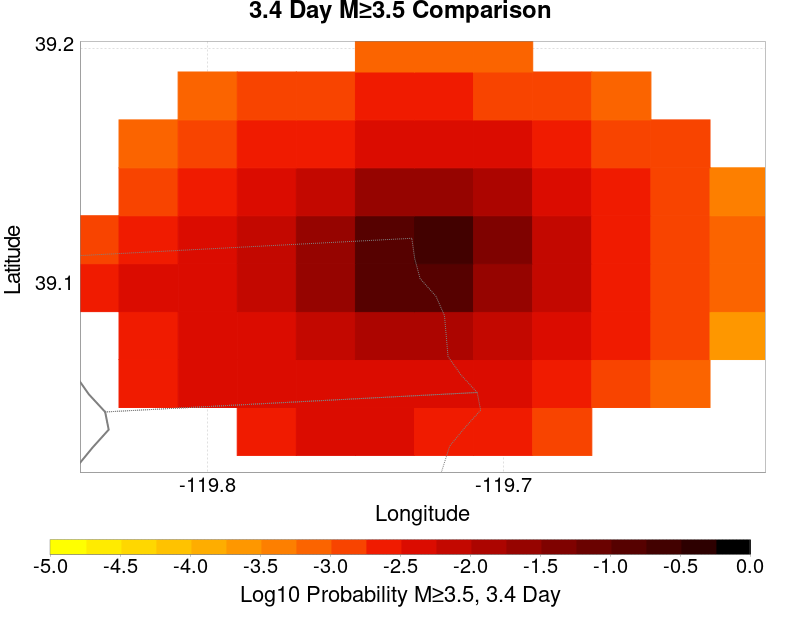 3.4 Day M≥3.5 Comparison
39.2
39.1
Latitude
-119.8 -119.7
Longitude
-5.0 -4.5 -4.0 -3.5 -3.0 -2.5 -2.0 -1.5 -1.0 -0.5 0.0
Log10 Probability M≥3.5, 3.4 Day